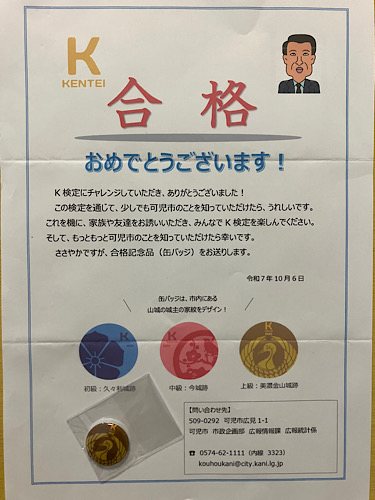 K
KENTEI
合格
おめでとうございます！
K検定にチャレンジしていただき、ありがとうございました！
この検定を通じて、少しでも可児市のことを知っていただけたら、うれしいです。
これを機に、家族や友達をお誘いいただき、みんなでK検定を楽しんでください。
そして、もっともっと可児市のことを知っていただけたら幸いです。
ささやかですが、合格記念品（缶バッジ）をお送りします。
令和7年10月6日
缶バッジは、市内にある
山城の城主の家紋をデザイン！
初級：久々利城跡
中級：今城跡
上級：美濃金山城跡
【問い合わせ先】
509-0292 可児市広見1-1
可児市 市政企画部 広報情報課 広報統計係
☎ 0574-62-1111（内線 3323）
kouhoukani@city.kani.lg.jp